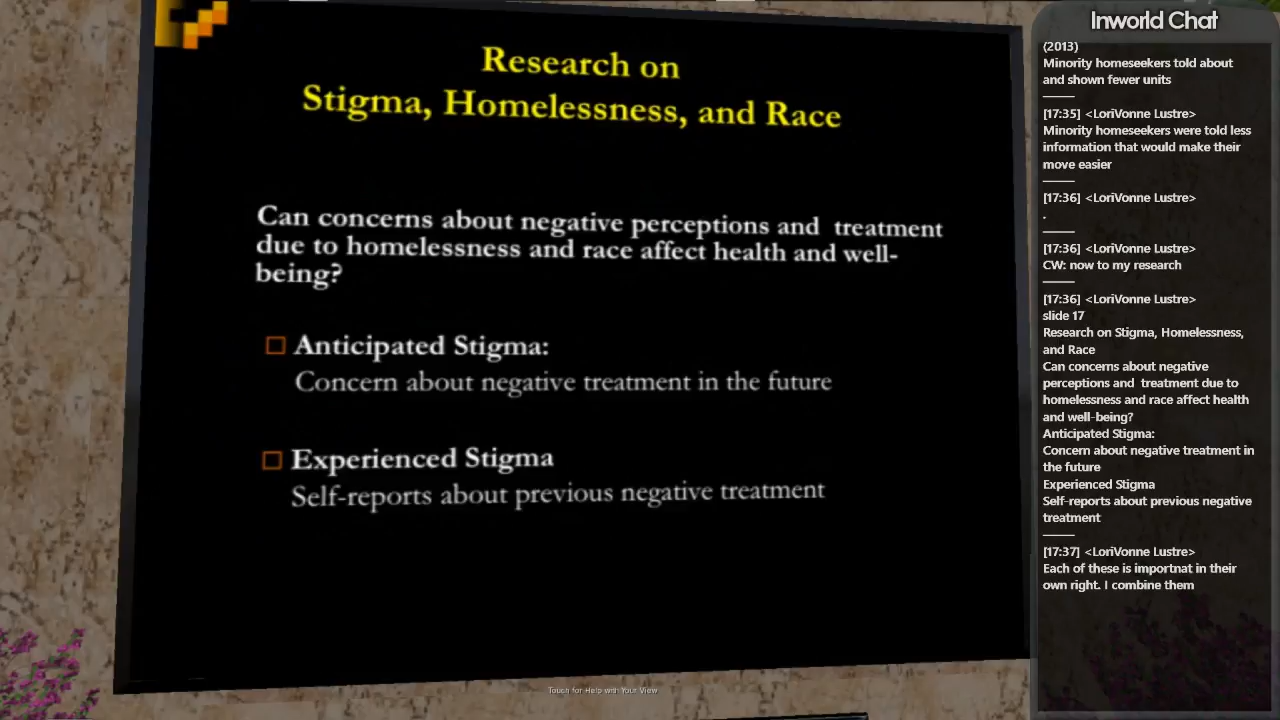 Research on
Stigma, Homelessness, and Race
Can concerns about negative perceptions and  treatment
due to homelessness and race affect health and well-
being?
Anticipated Stigma:
Concern about negative treatment in the future
Experienced Stigma
Self-reports about previous negative treatment
Touch for Help with Your View
Inworld Chat
(2013)
Minority homeseekers told about
and shown fewer units
[17:35] <LoriVonne Lustre>
Minority homeseekers were told less
information that would make their
move easier
[17:36] <LoriVonne Lustre>
.
[17:36] <LoriVonne Lustre>
CW: now to my research
[17:36] <LoriVonne Lustre>
slide 17
Research on Stigma, Homelessness,
and Race
Can concerns about negative
perceptions and  treatment due to
homelessness and race affect health
and well-being?
Anticipated Stigma:
Concern about negative treatment in
the future
Experienced Stigma
Self-reports about previous negative
treatment
[17:37] <LoriVonne Lustre>
Each of these is importnat in their
own right. I combine them